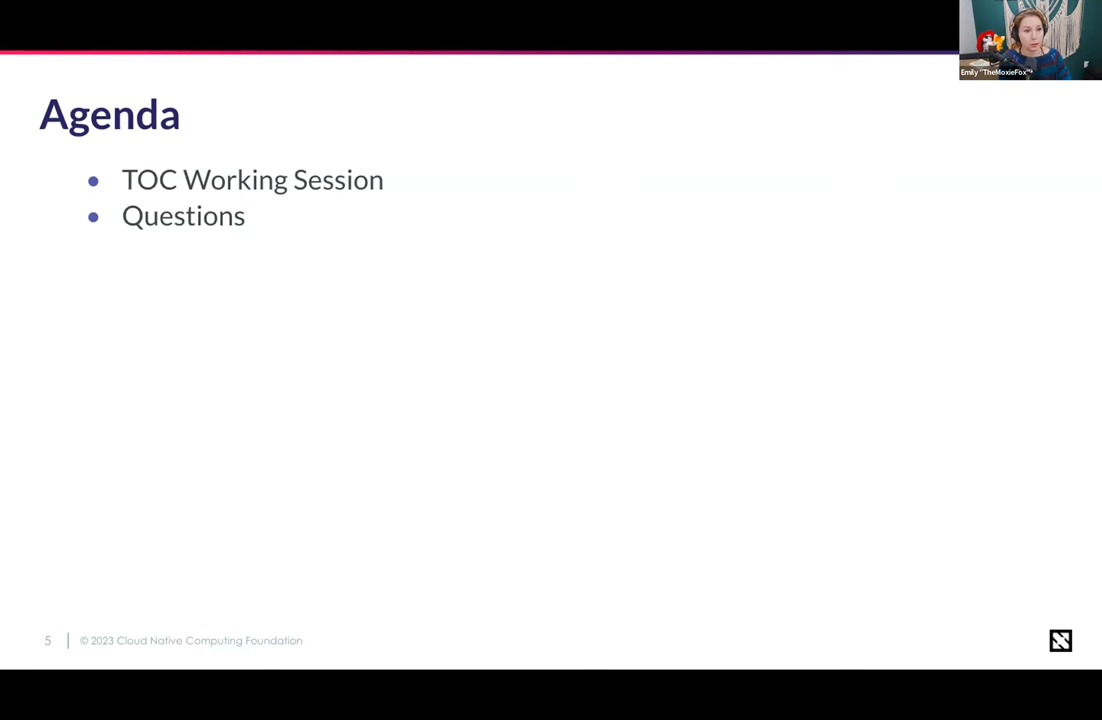 Emily "TheMoxieFox"
Agenda
• TOC Working Session
• Questions
5
© 2023 Cloud Native Computing Foundation